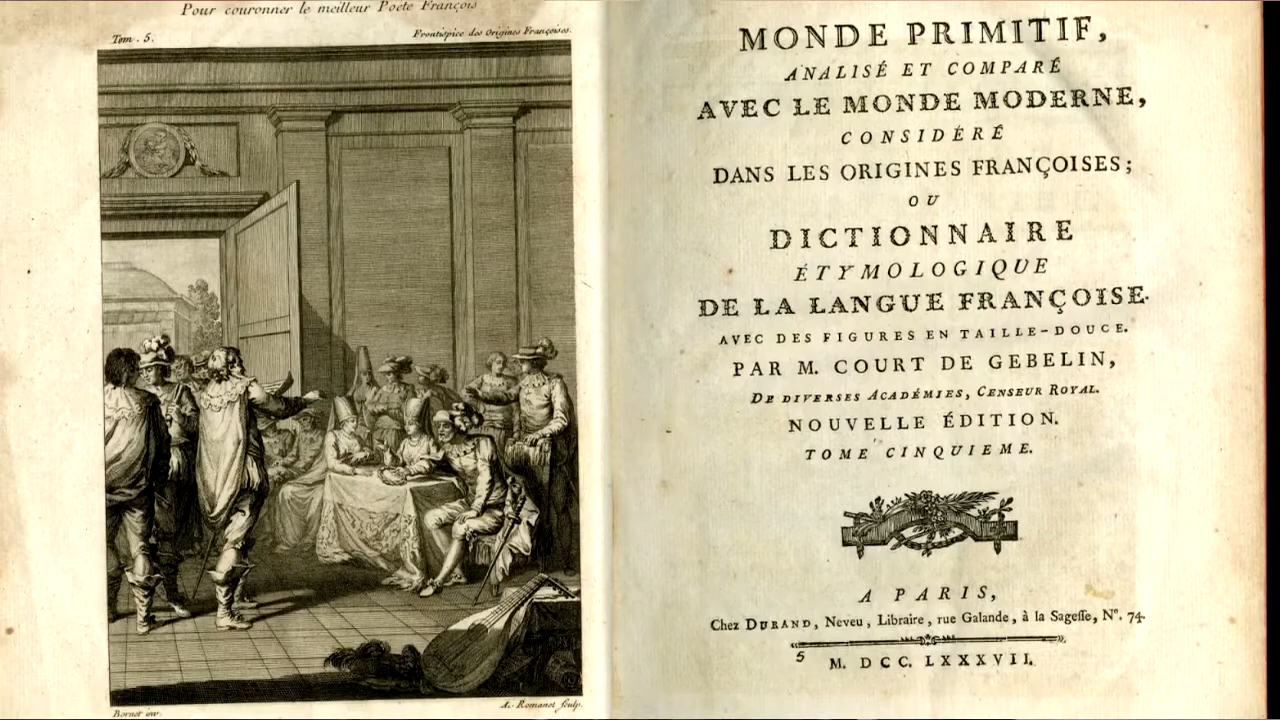 Pour couronner le meilleur Poëte François
Tom. 5.
Frontispice des Origines Françoises.
Bornet inv.
A. Romanet sculp.
MONDE PRIMITIF,
ANALISÉ ET COMPARÉ
AVEC LE MONDE MODERNE,
CONSIDÉRÉ
DANS LES ORIGINES FRANÇOISES;
OU
DICTIONNAIRE
ÉTYMOLOGIQUE
DE LA LANGUE FRANÇOISE.
AVEC DES FIGURES EN TAILLE-DOUCE.
PAR M. COURT DE GEBELIN,
DE DIVERSES ACADÉMIES, CENSEUR ROYAL.
NOUVELLE ÉDITION.
TOME CINQUIEME.
A PARIS,
Chez DURAND, Neveu, Libraire, rue Galande, à la Sagesse, N°. 74.
5
M. DCC. LXXXVII.